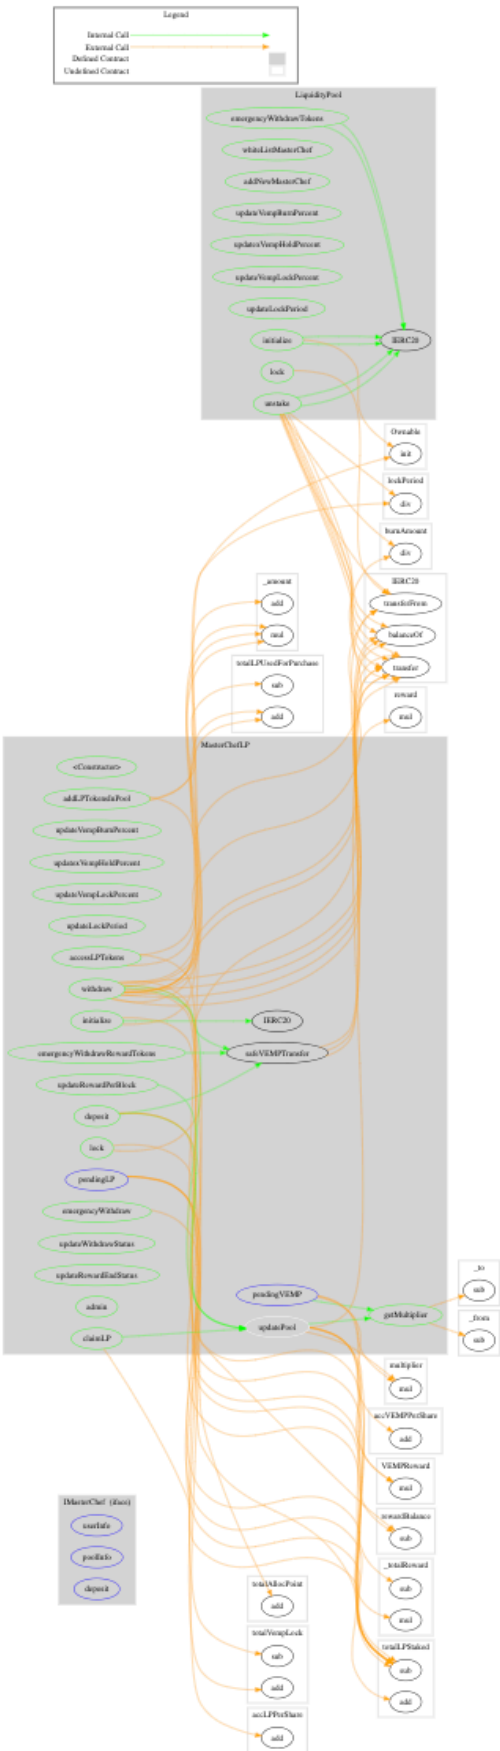 Legend
Internal Call
External Call
Defined Contract
Undefined Contract
LiquidityPool
emergencyWithdrawTokens
whiteListMasterChef
addNewMasterChef
updateVempBurnPercent
updatexVempHoldPercent
updateVempLockPercent
updateLockPeriod
initialize
IERC20
lock
unstake
Ownable
init
lockPeriod
div
burnAmount
div
_amount
add
mul
IERC20
transferFrom
balanceOf
transfer
totalLPUsedForPurchase
sub
add
reward
mul
MasterChefLP
<Constructor>
addLPTokensInPool
updateVempBurnPercent
updatexVempHoldPercent
updateVempLockPercent
updateLockPeriod
accessLPTokens
withdraw
initialize
IERC20
emergencyWithdrawRewardTokens
safeVEMPTransfer
updateRewardPerBlock
deposit
lock
pendingLP
emergencyWithdraw
updateWithdrawStatus
updateRewardEndStatus
admin
claimLP
pendingVEMP
updatePool
getMultiplier
_to
sub
_from
sub
multiplier
mul
accVEMPPerShare
add
VEMPReward
mul
rewardBalance
sub
_totalReward
sub
mul
totalLPStaked
sub
add
IMasterChef (iface)
userInfo
poolInfo
deposit
totalAllocPoint
add
totalVempLock
sub
add
accLPPerShare
add